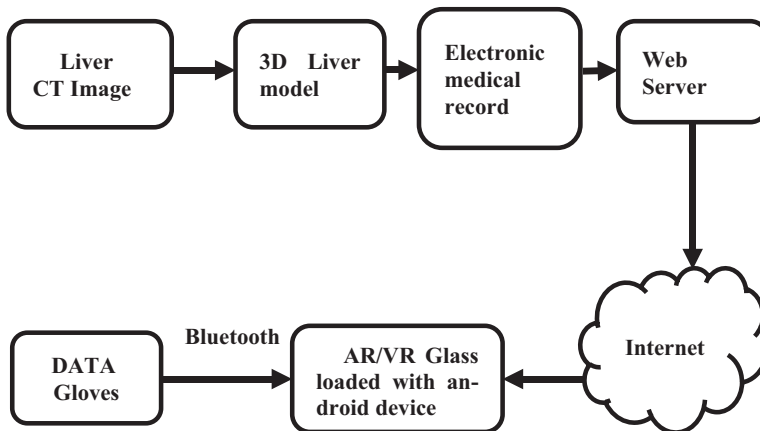 Liver
CT Image
3D Liver
model
Electronic
medical
record
Web
Server
Internet
AR/VR Glass
loaded with an-
droid device
Bluetooth
DATA
Gloves